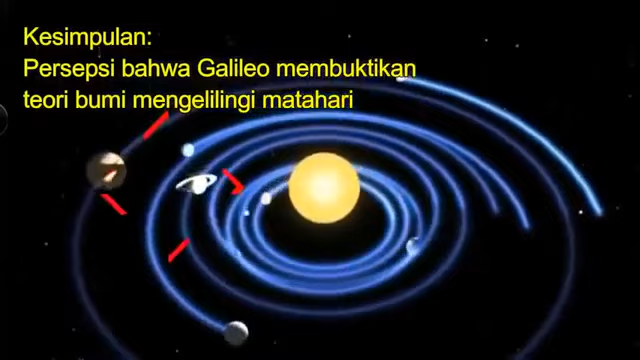 Kesimpulan:
Persepsi bahwa Galileo membuktikan
teori bumi mengelilingi matahari